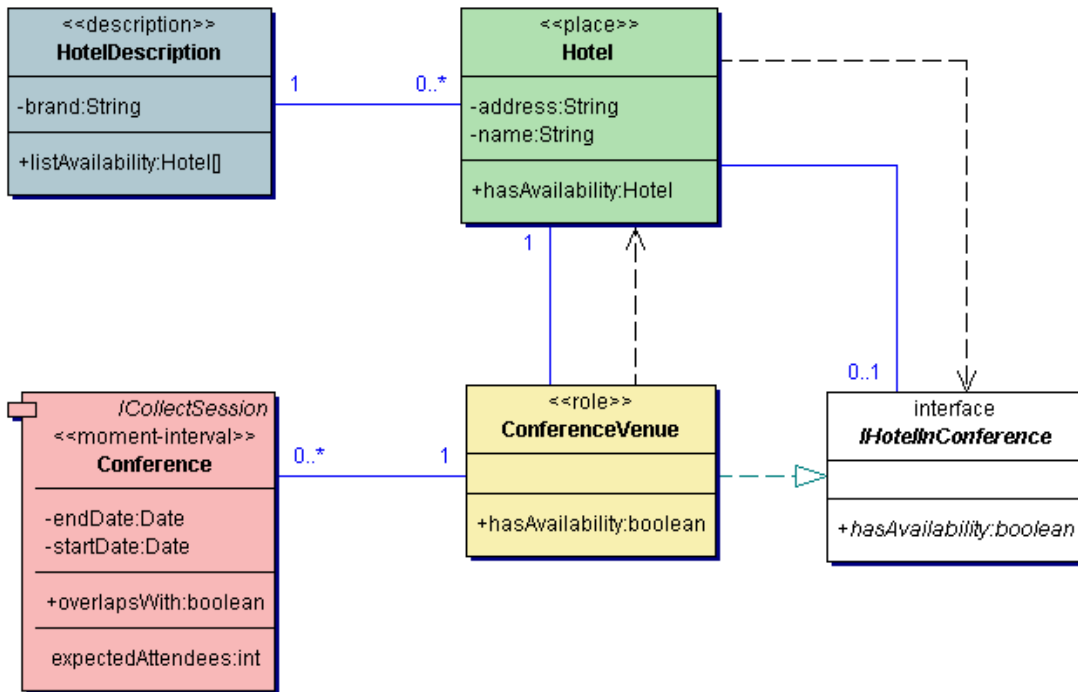 <<description>>
HotelDescription
-brand:String
+listAvailability:Hotel[]
1
0..*
<<place>>
Hotel
-address:String
-name:String
+hasAvailability:Hotel
1
0..1
ICollectSession
<<moment-interval>>
Conference
-endDate:Date
-startDate:Date
+overlapsWith:boolean
expectedAttendees:int
0..*
1
<<role>>
ConferenceVenue
+hasAvailability:boolean
interface
IHotelInConference
+hasAvailability:boolean